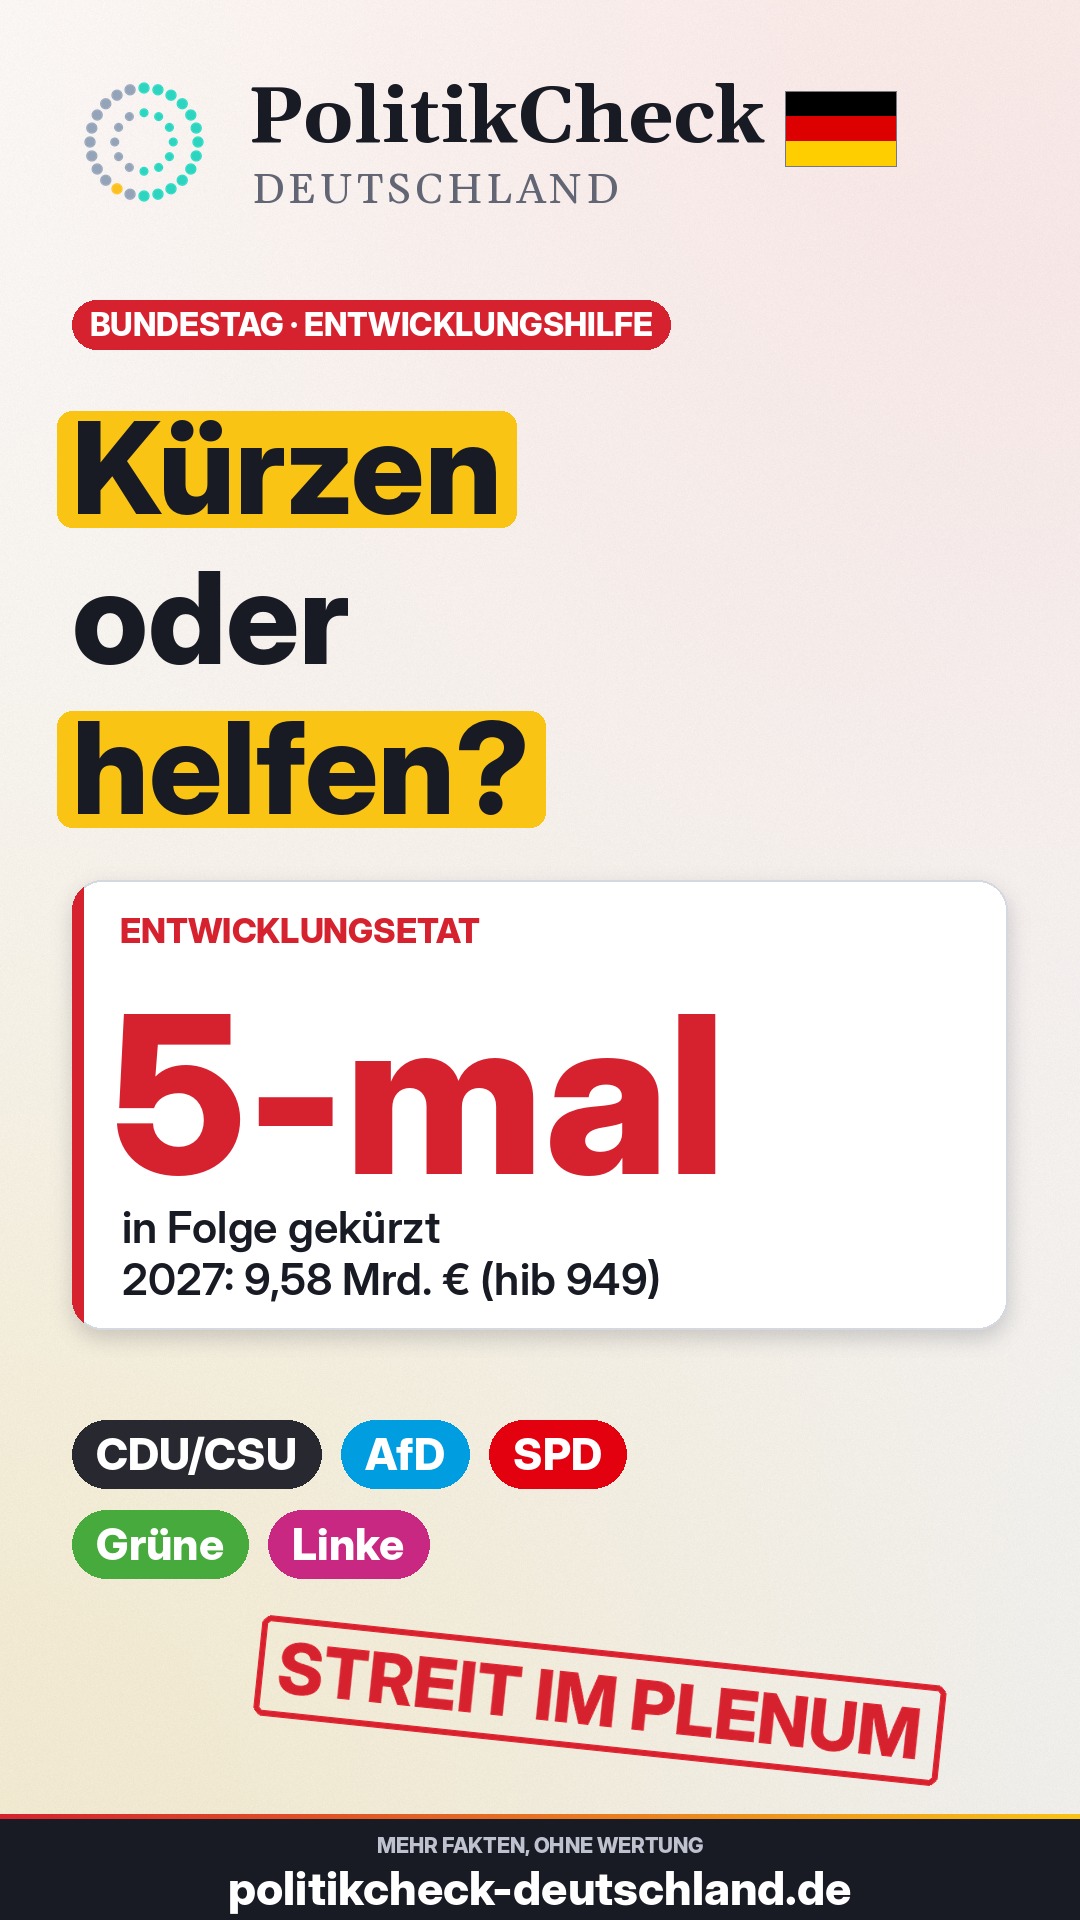 PolitikCheck
DEUTSCHLAND
BUNDESTAG · ENTWICKLUNGSHILFE
Kürzen
oder
helfen?
ENTWICKLUNGSETAT
5-mal
in Folge gekürzt
2027: 9,58 Mrd. € (hib 949)
CDU/CSU AfD SPD
Grüne Linke
STREIT IM PLENUM
MEHR FAKTEN, OHNE WERTUNG
politikcheck-deutschland.de